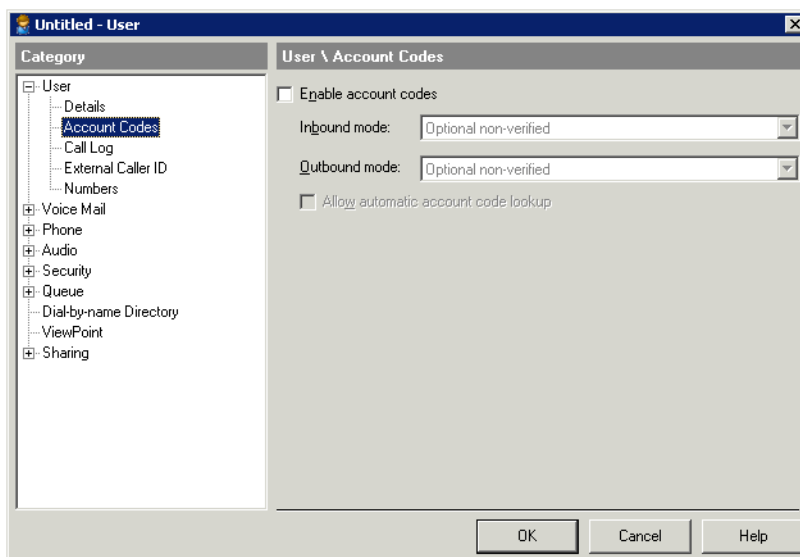 Untitled - User
Category
User \ Account Codes
User
Details
Account Codes
Call Log
External Caller ID
Numbers
Voice Mail
Phone
Audio
Security
Queue
Dial-by-name Directory
ViewPoint
Sharing
Enable account codes
Inbound mode: Optional non-verified
Outbound mode: Optional non-verified
Allow automatic account code lookup
OK Cancel Help